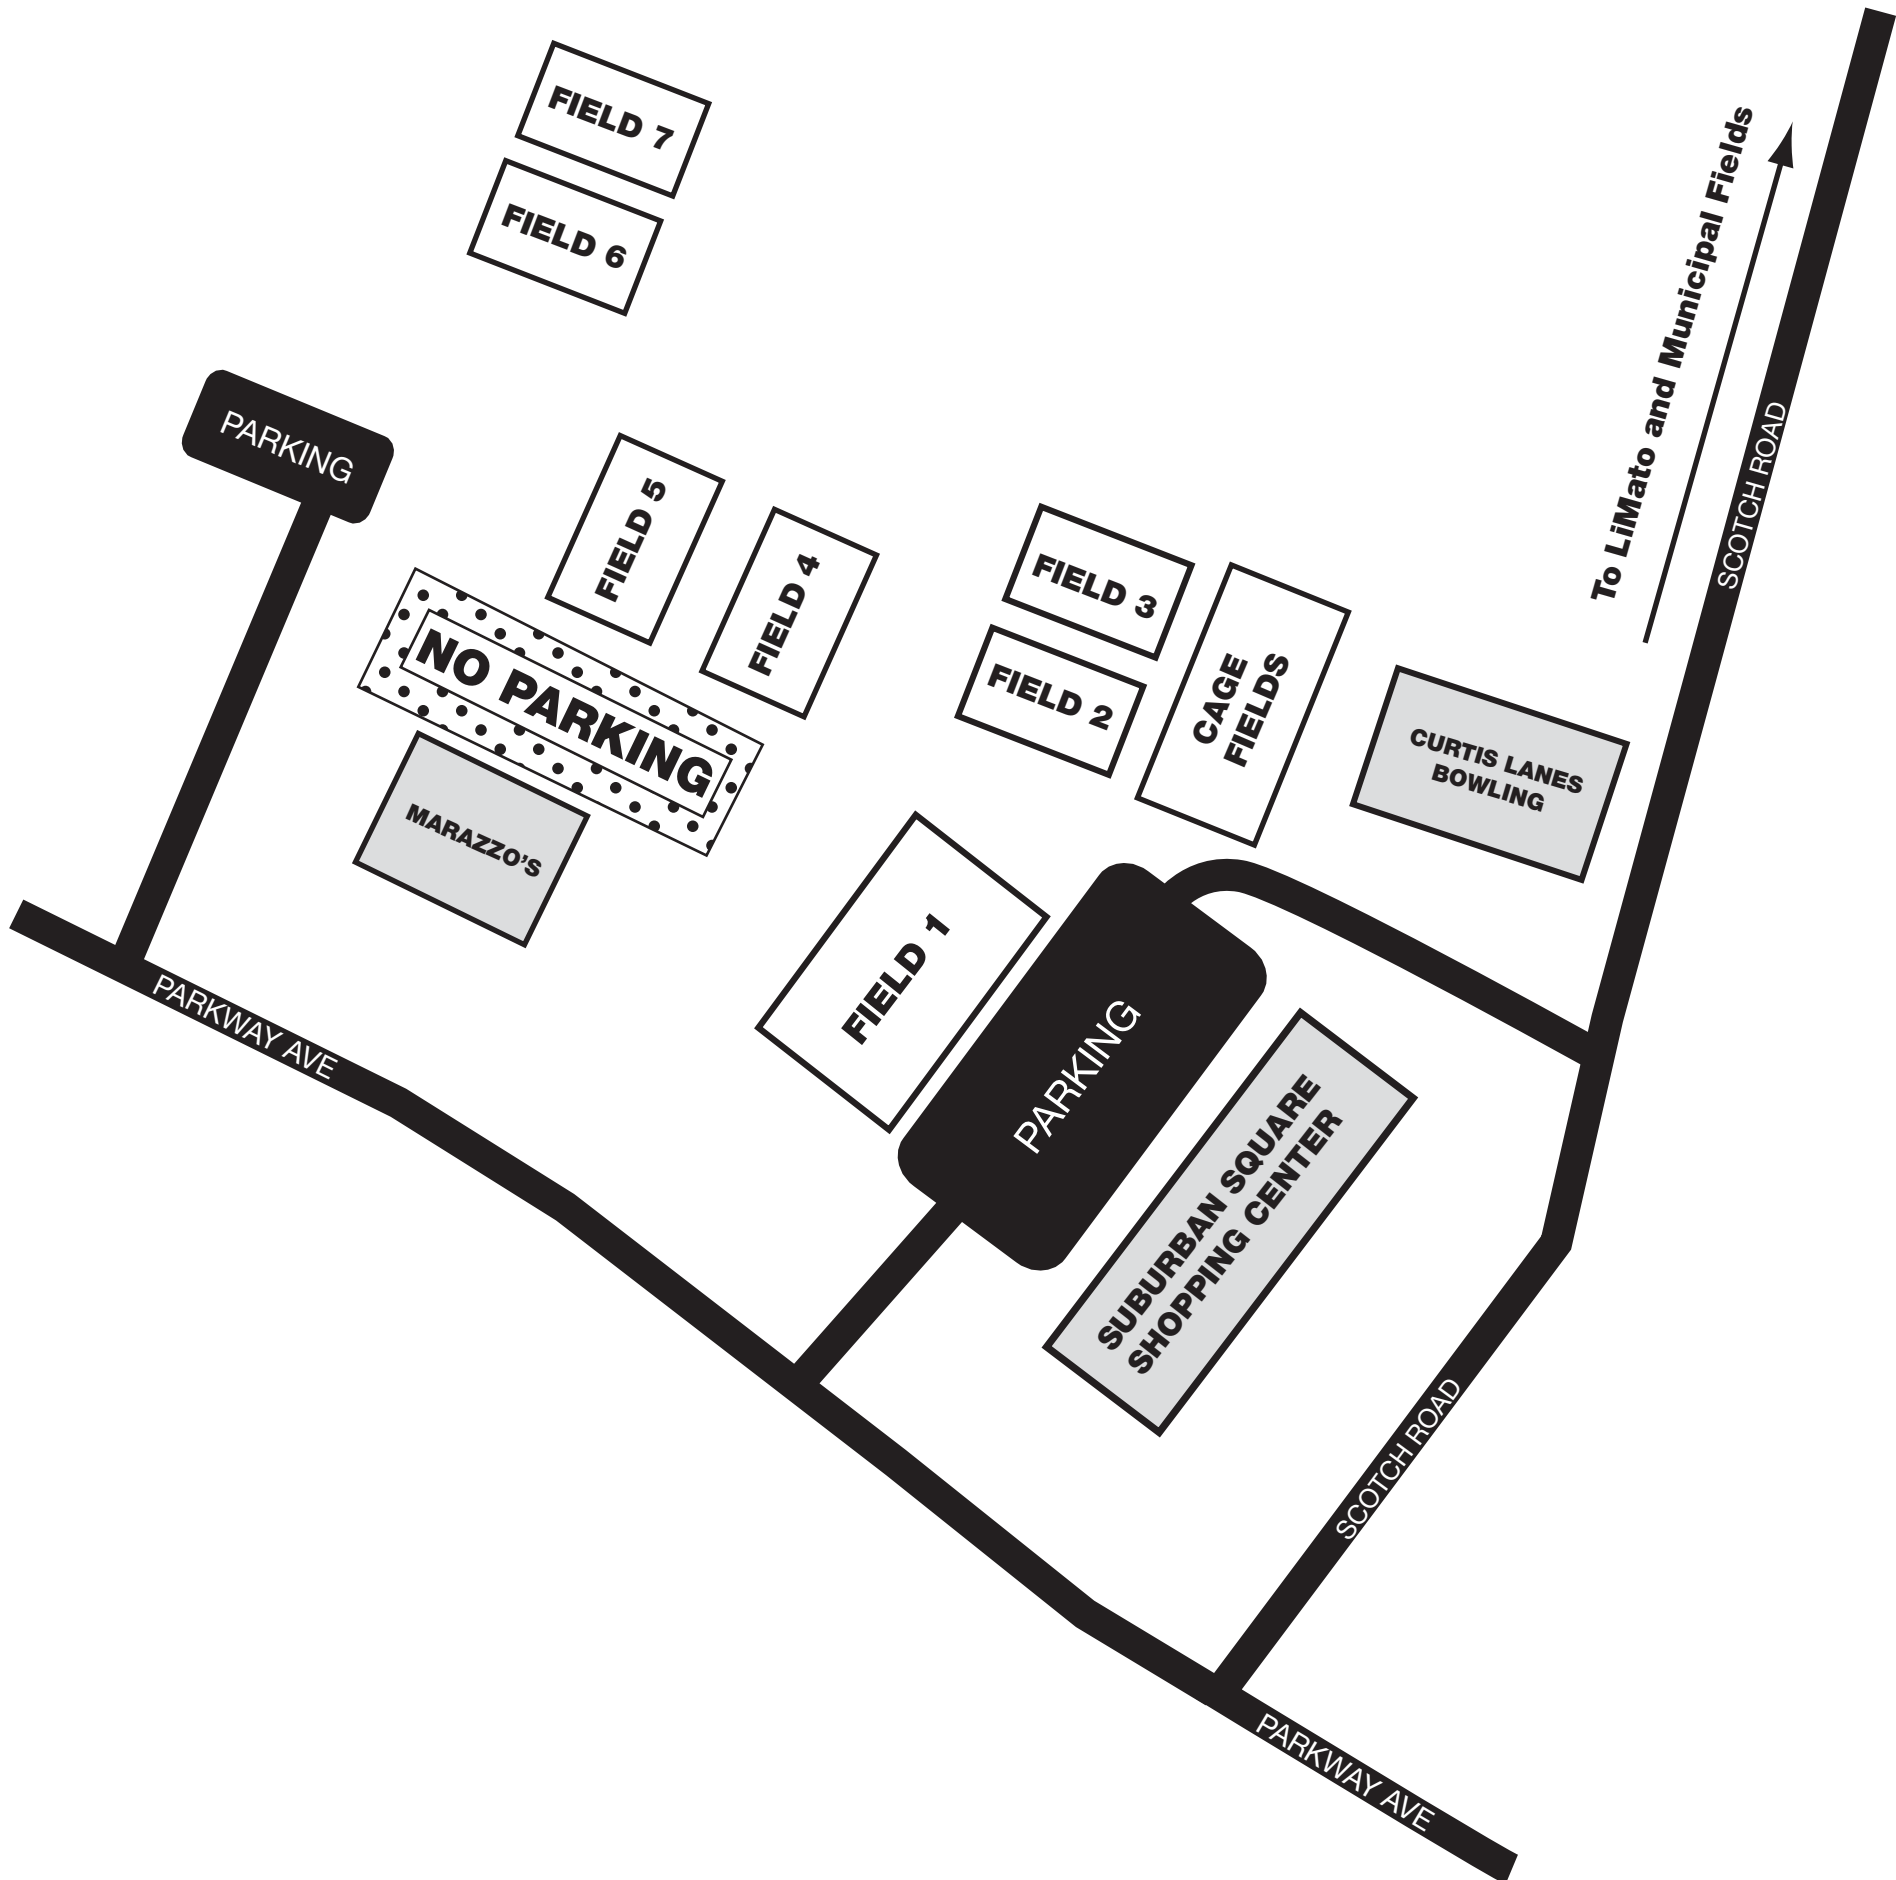 FIELD 7
FIELD 6
To LiMato and Municipal Fields
SCOTCH ROAD
PARKING
FIELD 5
FIELD 4
FIELD 3
FIELD 2
CAGE
FIELDS
NO PARKING
CURTIS LANES
BOWLING
MARAZZO'S
FIELD 1
PARKWAY AVE
PARKING
SUBURBAN SQUARE
SHOPPING CENTER
SCOTCH ROAD
PARKWAY AVE